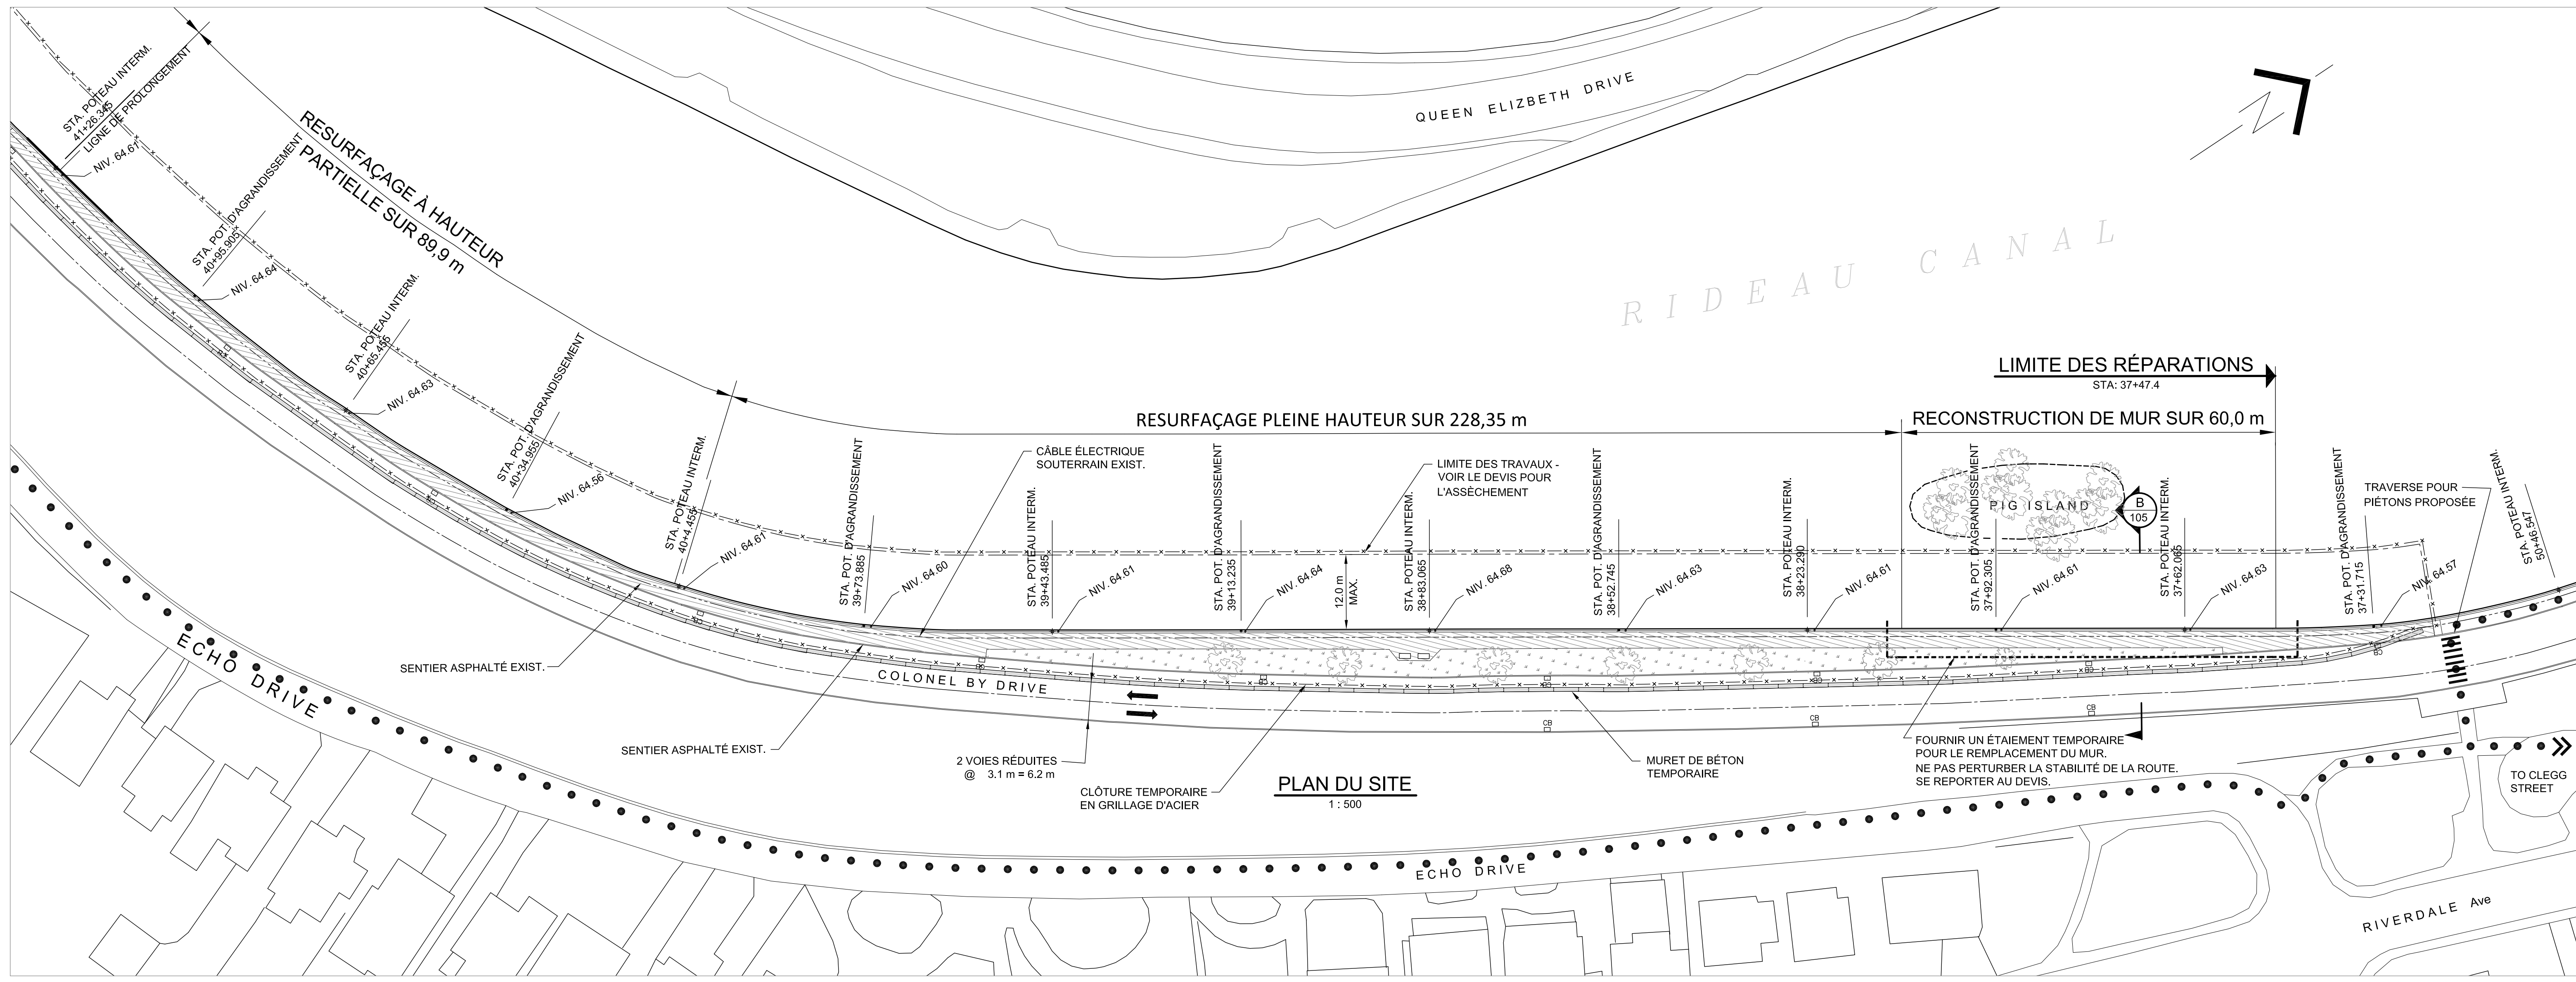 QUEEN ELIZBETH DRIVE
RIDEAU CANAL
STA. POTEAU INTERM.
41+26.345
LIGNE DE PROLONGEMENT
NIV. 64.61
STA. POT. D'AGRANDISSEMENT
40+95.905
NIV. 64.64
RESURFAÇAGE À HAUTEUR
PARTIELLE SUR 89,9 m
STA. POTEAU INTERM.
40+65.455
NIV. 64.63
STA. POT. D'AGRANDISSEMENT
40+34.955
NIV. 64.56
STA. POTEAU INTERM.
40+4.455
NIV. 64.61
LIMITE DES RÉPARATIONS
STA: 37+47.4
RESURFAÇAGE PLEINE HAUTEUR SUR 228,35 m
RECONSTRUCTION DE MUR SUR 60,0 m
STA. POT. D'AGRANDISSEMENT
39+73.885
NIV. 64.60
CÂBLE ÉLECTRIQUE
SOUTERRAIN EXIST.
STA. POTEAU INTERM.
39+43.485
NIV. 64.61
STA. POT. D'AGRANDISSEMENT
39+13.235
NIV. 64.64
12.0 m
MAX.
LIMITE DES TRAVAUX -
VOIR LE DEVIS POUR
L'ASSÈCHEMENT
STA. POTEAU INTERM.
38+83.065
NIV. 64.68
STA. POT. D'AGRANDISSEMENT
38+52.745
NIV. 64.63
STA. POTEAU INTERM.
38+23.290
NIV. 64.61
STA. POT. D'AGRANDISSEMENT
37+92.305
NIV. 64.61
PIG ISLAND
B
105
STA. POTEAU INTERM.
37+62.065
NIV. 64.63
STA. POT. D'AGRANDISSEMENT
37+31.715
NIV. 64.57
TRAVERSE POUR
PIÉTONS PROPOSÉE
STA. POTEAU INTERM.
50+46.547
ECHO DRIVE
SENTIER ASPHALTÉ EXIST.
SENTIER ASPHALTÉ EXIST.
COLONEL BY DRIVE
2 VOIES RÉDUITES
@ 3.1 m = 6.2 m
CLÔTURE TEMPORAIRE
EN GRILLAGE D'ACIER
PLAN DU SITE
1 : 500
MURET DE BÉTON
TEMPORAIRE
CB
CB
CB
FOURNIR UN ÉTAIEMENT TEMPORAIRE
POUR LE REMPLACEMENT DU MUR.
NE PAS PERTURBER LA STABILITÉ DE LA ROUTE.
SE REPORTER AU DEVIS.
TO CLEGG
STREET
ECHO DRIVE
RIVERDALE Ave